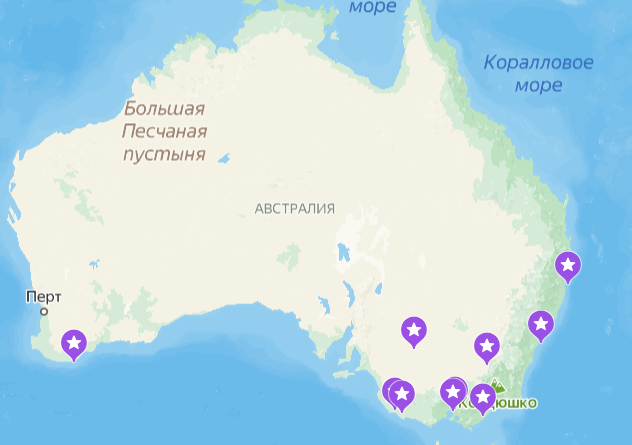 море
Коралловое
море
Большая
Песчаная
пустыня
АВСТРАЛИЯ
Перт